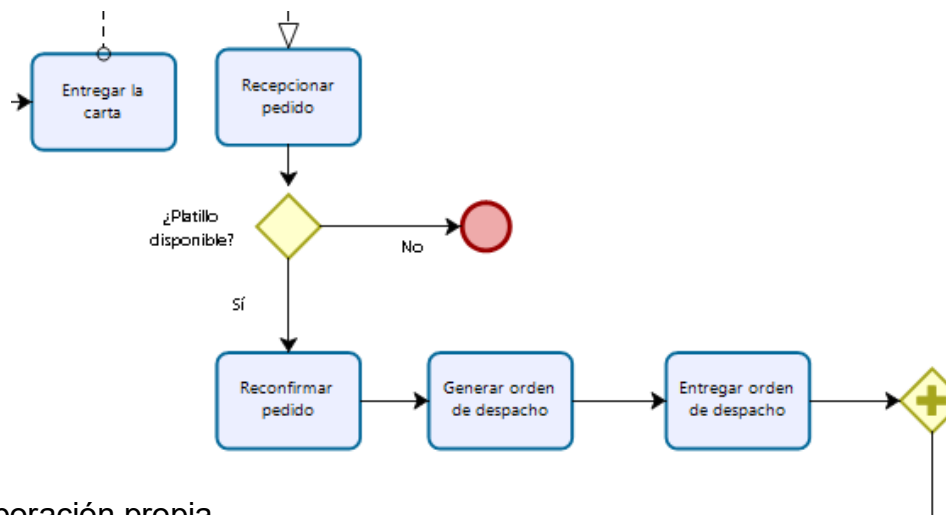 Entregar la
carta
Recepcionar
pedido
¿Platillo
disponible?
No
Sí
Reconfirmar
pedido
Generar orden
de despacho
Entregar orden
de despacho
propia